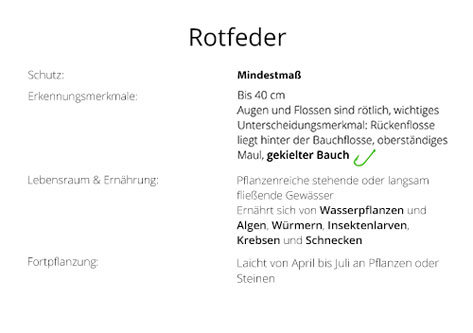 Rotfeder
Schutz:
Mindestmaß
Erkennungsmerkmale:
Bis 40 cm
Augen und Flossen sind rötlich, wichtiges
Unterscheidungsmerkmal: Rückenflosse
liegt hinter der Bauchflosse, oberständiges
Maul, gekielter Bauch
Lebensraum & Ernährung:
Pflanzenreiche stehende oder langsam
fließende Gewässer
Ernährt sich von Wasserpflanzen und
Algen, Würmern, Insektenlarven,
Krebsen und Schnecken
Fortpflanzung:
Laicht von April bis Juli an Pflanzen oder
Steinen